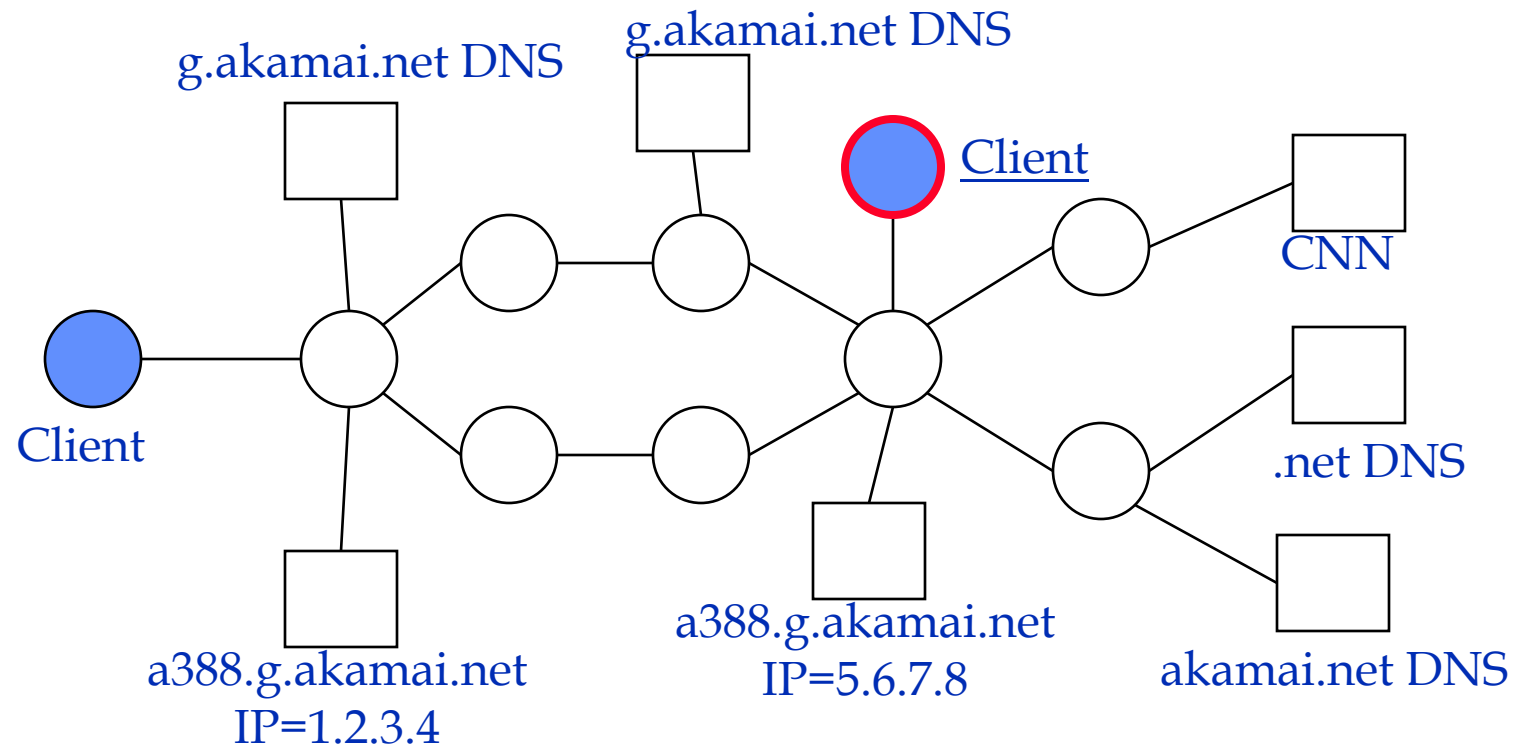 g.akamai.net DNS
g.akamai.net DNS
Client
CNN
Client
.net DNS
a388.g.akamai.net
IP=5.6.7.8
akamai.net DNS
a388.g.akamai.net
IP=1.2.3.4